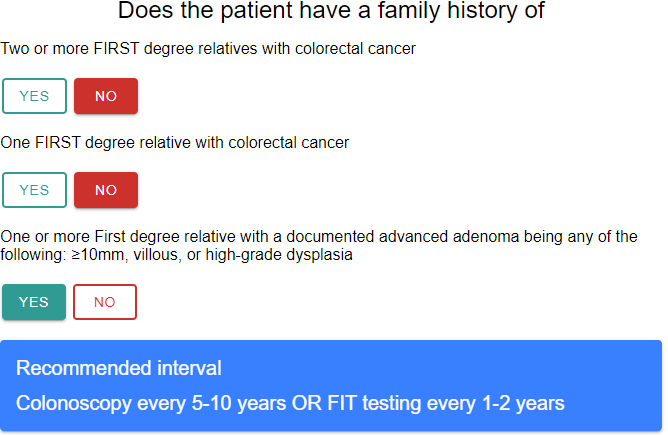 Does the patient have a family history of
Two or more FIRST degree relatives with colorectal cancer
YES NO
One FIRST degree relative with colorectal cancer
YES NO
One or more First degree relative with a documented advanced adenoma being any of the
following: ≥10mm, villous, or high-grade dysplasia
YES NO
Recommended interval
Colonoscopy every 5-10 years OR FIT testing every 1-2 years